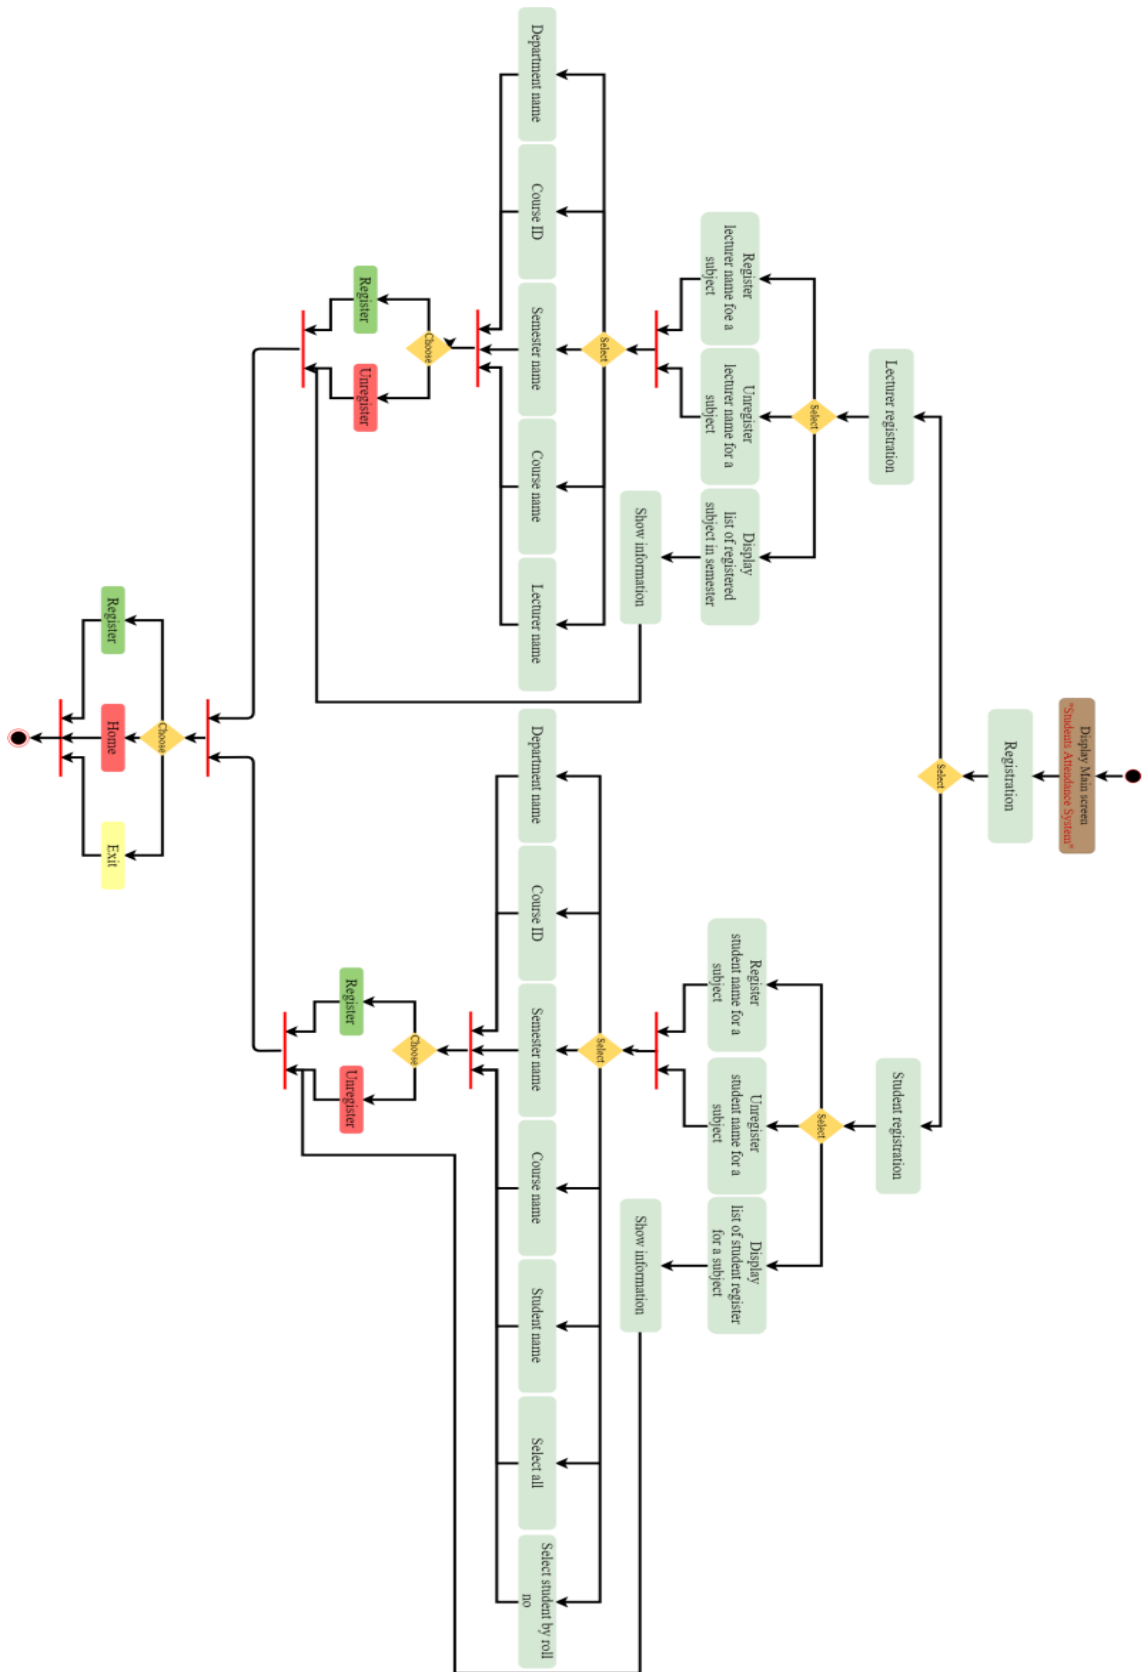 Display Main screen
"Students Attendance System"
Registration
Select
Lecturer registration
Student registration
Select
Select
Register
lecturer name foe a
subject
Unregister
lecturer name for a
subject
Display
list of registered
subject in semester
Register
student name for a
subject
Unregister
student name for a
subject
Display
list of student register
for a subject
Show information
Show information
Select
Select
Department name
Course ID
Semester name
Course name
Lecturer name
Department name
Course ID
Semester name
Course name
Student name
Select all
Select student by roll
no
Choose
Choose
Register
Unregister
Register
Unregister
Choose
Register
Home
Exit